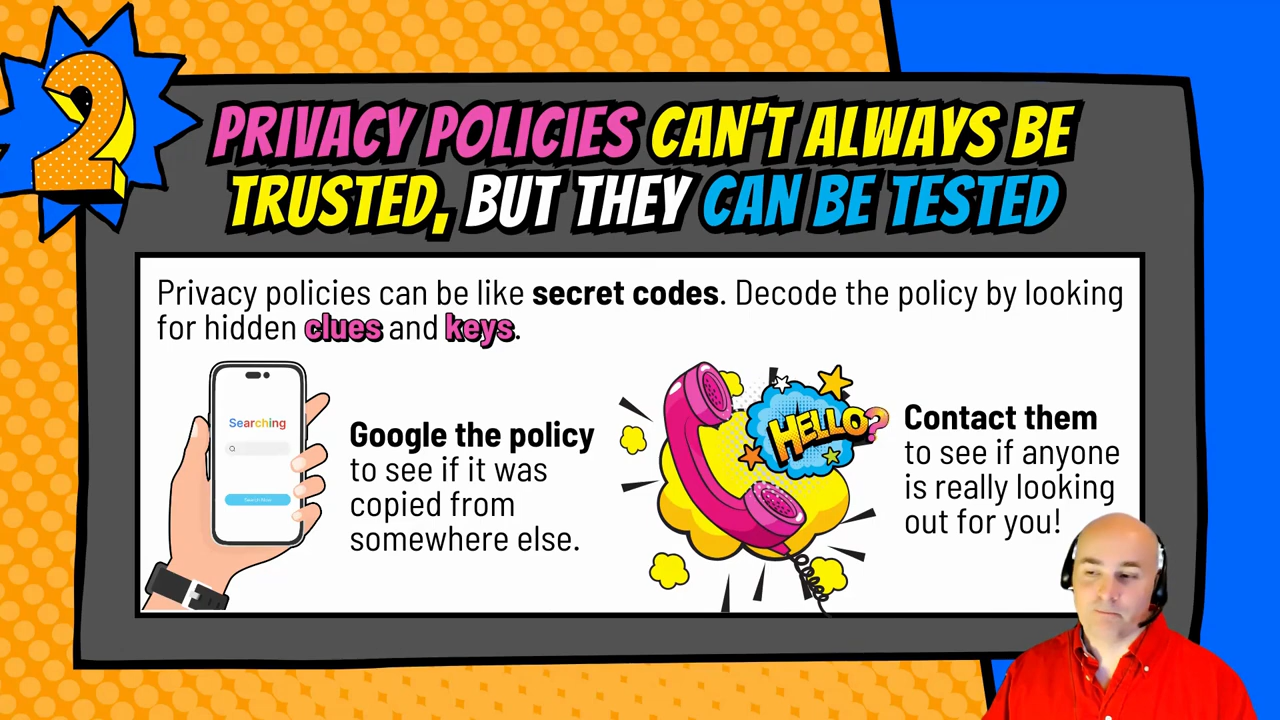 2
PRIVACY POLICIES CAN'T ALWAYS BE
TRUSTED, BUT THEY CAN BE TESTED
Privacy policies can be like secret codes. Decode the policy by looking
for hidden clues and keys.
Searching
Search Now
Google the policy
to see if it was
copied from
somewhere else.
HELLO?
Contact them
to see if anyone
is really looking
out for you!